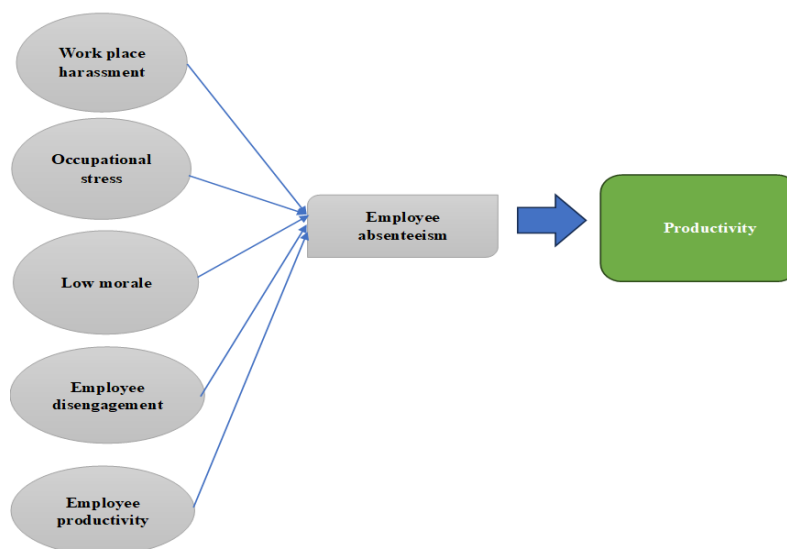 Work place
harassment
Occupational
stress
Low morale
Employee
disengagement
Employee
productivity
Employee
absenteeism
Productivity